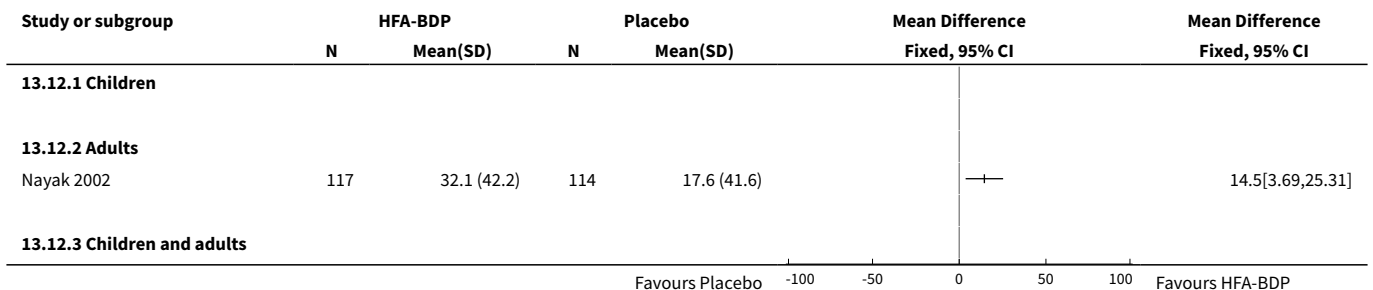 Study or subgroup HFA-BDP Placebo Mean Difference Mean Difference
N Mean(SD) N Mean(SD) Fixed, 95% CI Fixed, 95% CI
13.12.1 Children
13.12.2 Adults
Nayak 2002 117 32.1 (42.2) 114 17.6 (41.6) 14.5[3.69,25.31]
13.12.3 Children and adults
Favours Placebo -100 -50 0 50 100 Favours HFA-BDP